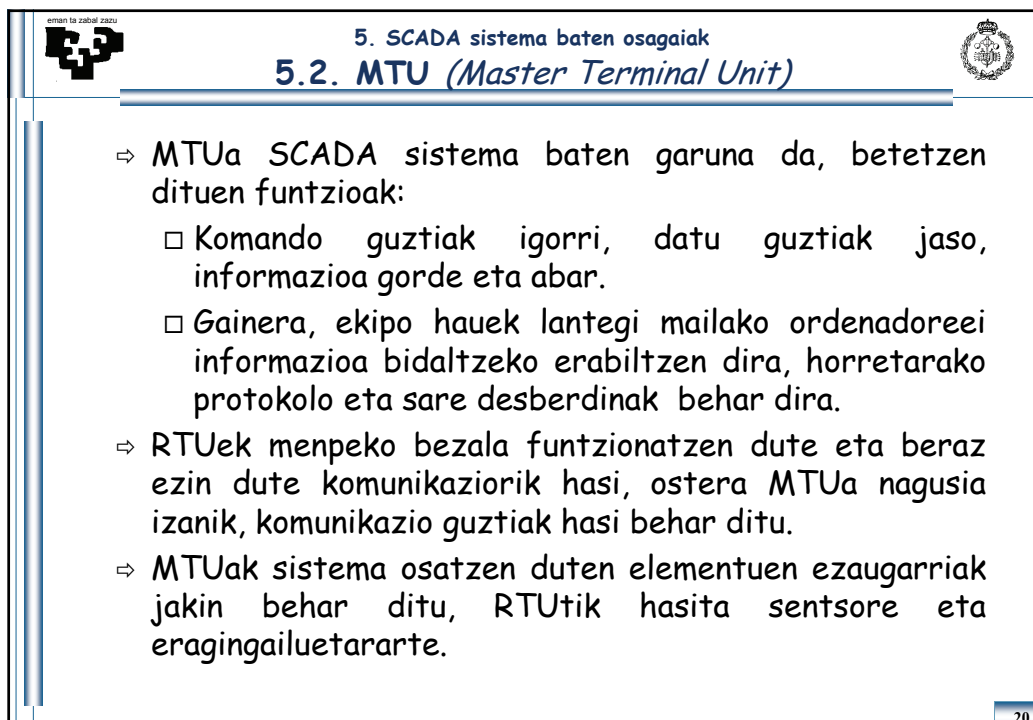 eman ta zabal zazu
5. SCADA sistema baten osagaiak
5.2. MTU (Master Terminal Unit)
⇨ MTUa SCADA sistema baten garuna da, betetzen
dituen funtzioak:
□ Komando guztiak igorri, datu guztiak jaso,
informazioa gorde eta abar.
□ Gainera, ekipo hauek lantegi mailako ordenadoreei
informazioa bidaltzeko erabiltzen dira, horretarako
protokolo eta sare desberdinak behar dira.
⇨ RTUek menpeko bezala funtzionatzen dute eta beraz
ezin dute komunikaziorik hasi, ostera MTUa nagusia
izanik, komunikazio guztiak hasi behar ditu.
⇨ MTUak sistema osatzen duten elementuen ezaugarriak
jakin behar ditu, RTUtik hasita sentsore eta
eragingailuetararte.
20